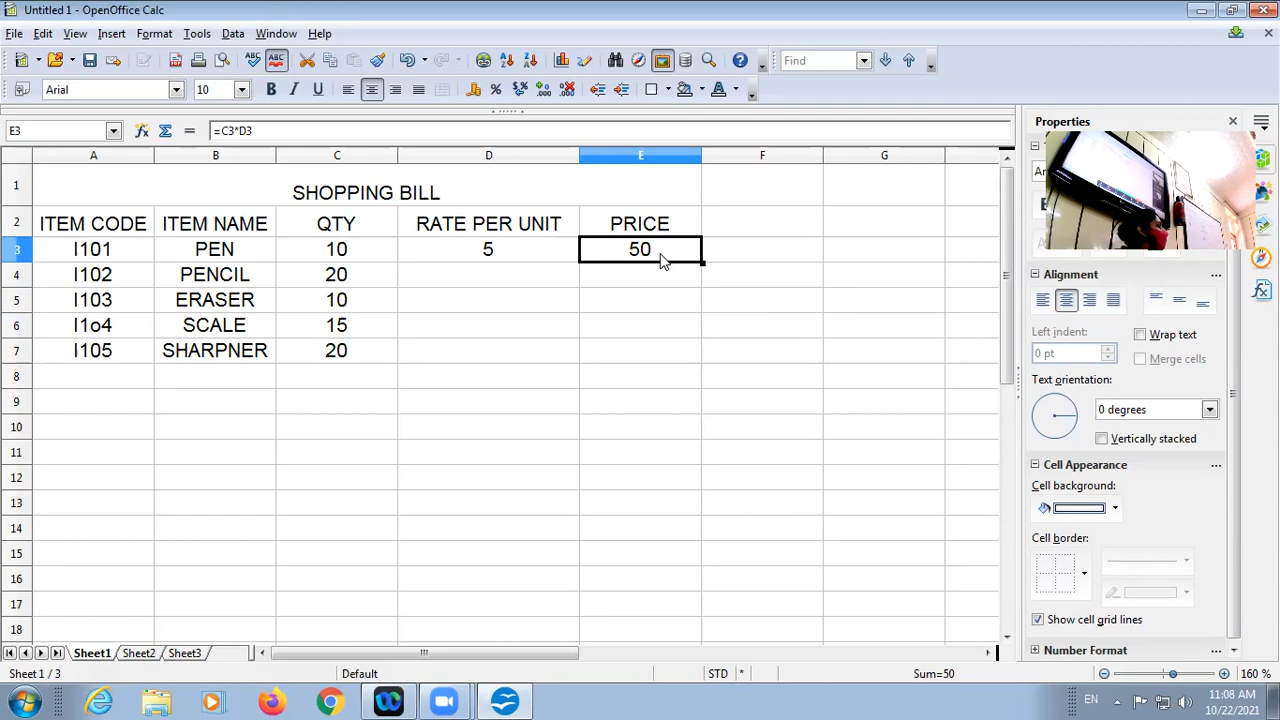 Untitled 1 - OpenOffice Calc
File Edit View Insert Format Tools Data Window Help
Find
Arial 10
E3 =C3*D3
Properties
A B C D E F G
1 SHOPPING BILL
2 ITEM CODE ITEM NAME QTY RATE PER UNIT PRICE
3 I101 PEN 10 5 50
4 I102 PENCIL 20
5 I103 ERASER 10
6 I1o4 SCALE 15
7 I105 SHARPNER 20
8
9
10
11
12
13
14
15
16
17
18
Alignment
Left indent:
0 pt
Wrap text
Merge cells
Text orientation:
0 degrees
Vertically stacked
Cell Appearance
Cell background:
Cell border:
Show cell grid lines
Number Format
Sheet1 Sheet2 Sheet3
Sheet 1 / 3 Default STD * Sum=50 160 %
EN 11:08 AM
10/22/2021